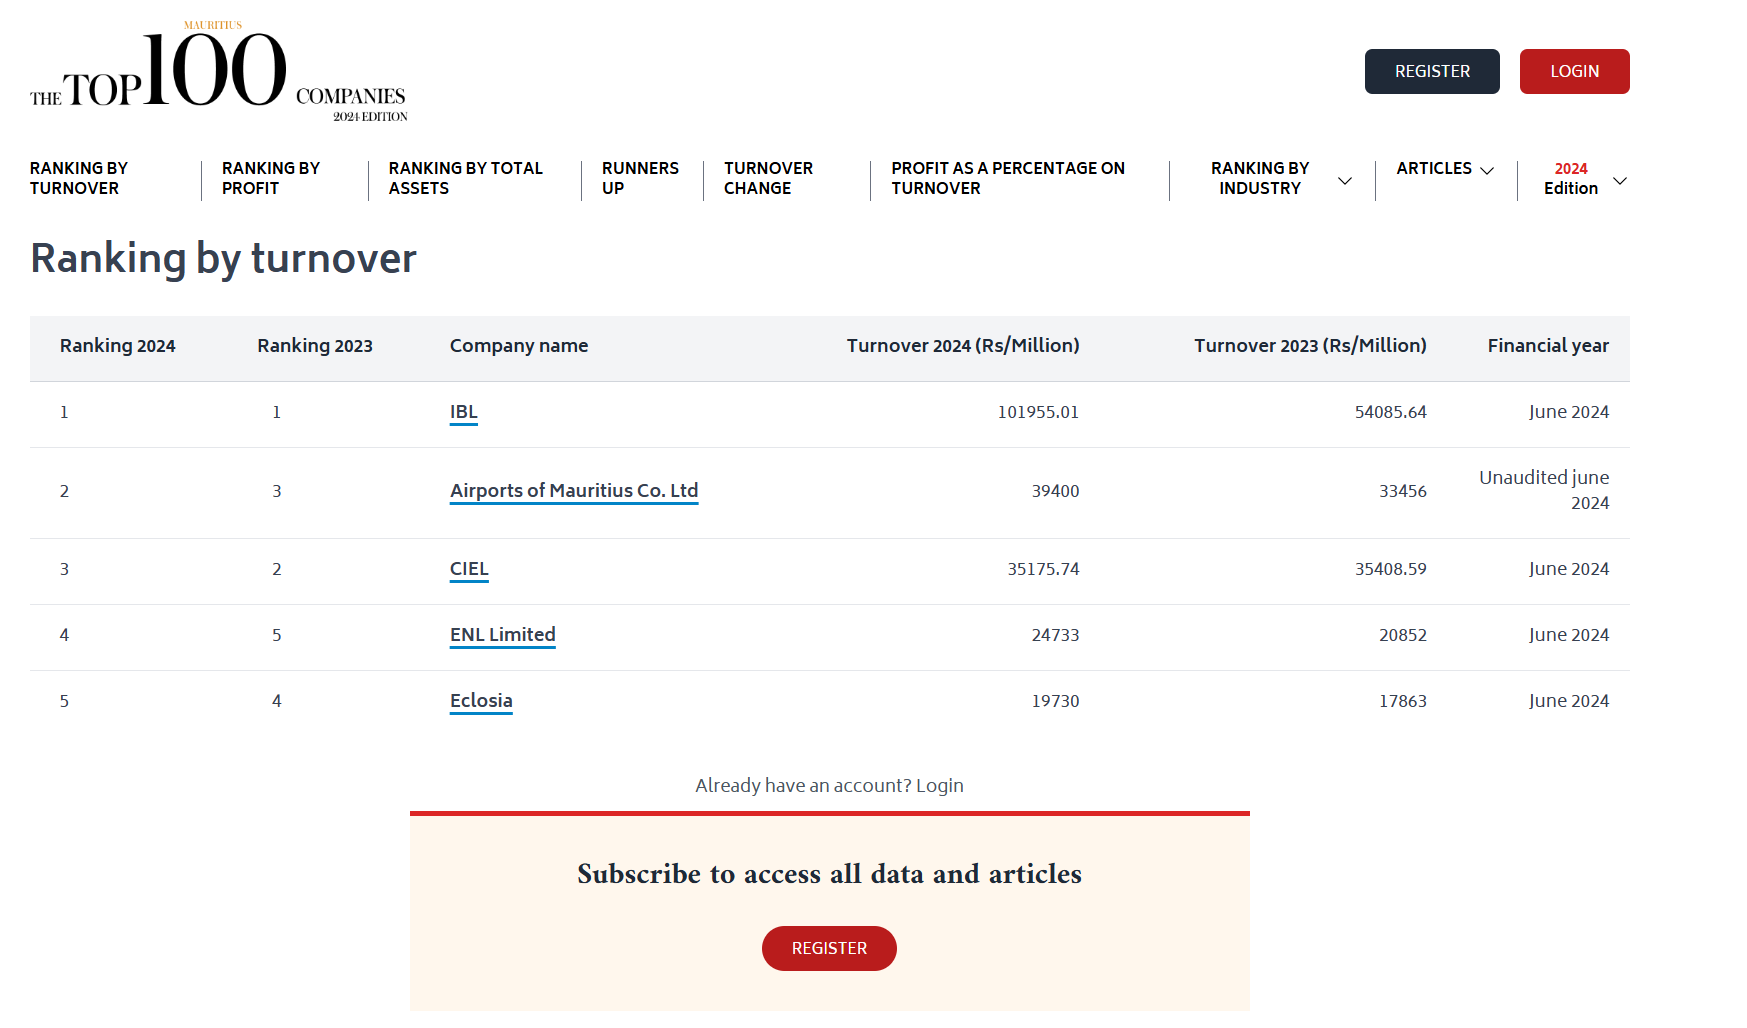 MAURITIUS
THE TOP 100 COMPANIES
2024 EDITION
REGISTER
LOGIN
RANKING BY
TURNOVER
RANKING BY
PROFIT
RANKING BY TOTAL
ASSETS
RUNNERS
UP
TURNOVER
CHANGE
PROFIT AS A PERCENTAGE ON
TURNOVER
RANKING BY
INDUSTRY
ARTICLES
2024
Edition
Ranking by turnover
Ranking 2024 Ranking 2023 Company name Turnover 2024 (Rs/Million) Turnover 2023 (Rs/Million) Financial year
1 1 IBL 101955.01 54085.64 June 2024
2 3 Airports of Mauritius Co. Ltd 39400 33456 Unaudited june
2024
3 2 CIEL 35175.74 35408.59 June 2024
4 5 ENL Limited 24733 20852 June 2024
5 4 Eclosia 19730 17863 June 2024
Already have an account? Login
Subscribe to access all data and articles
REGISTER